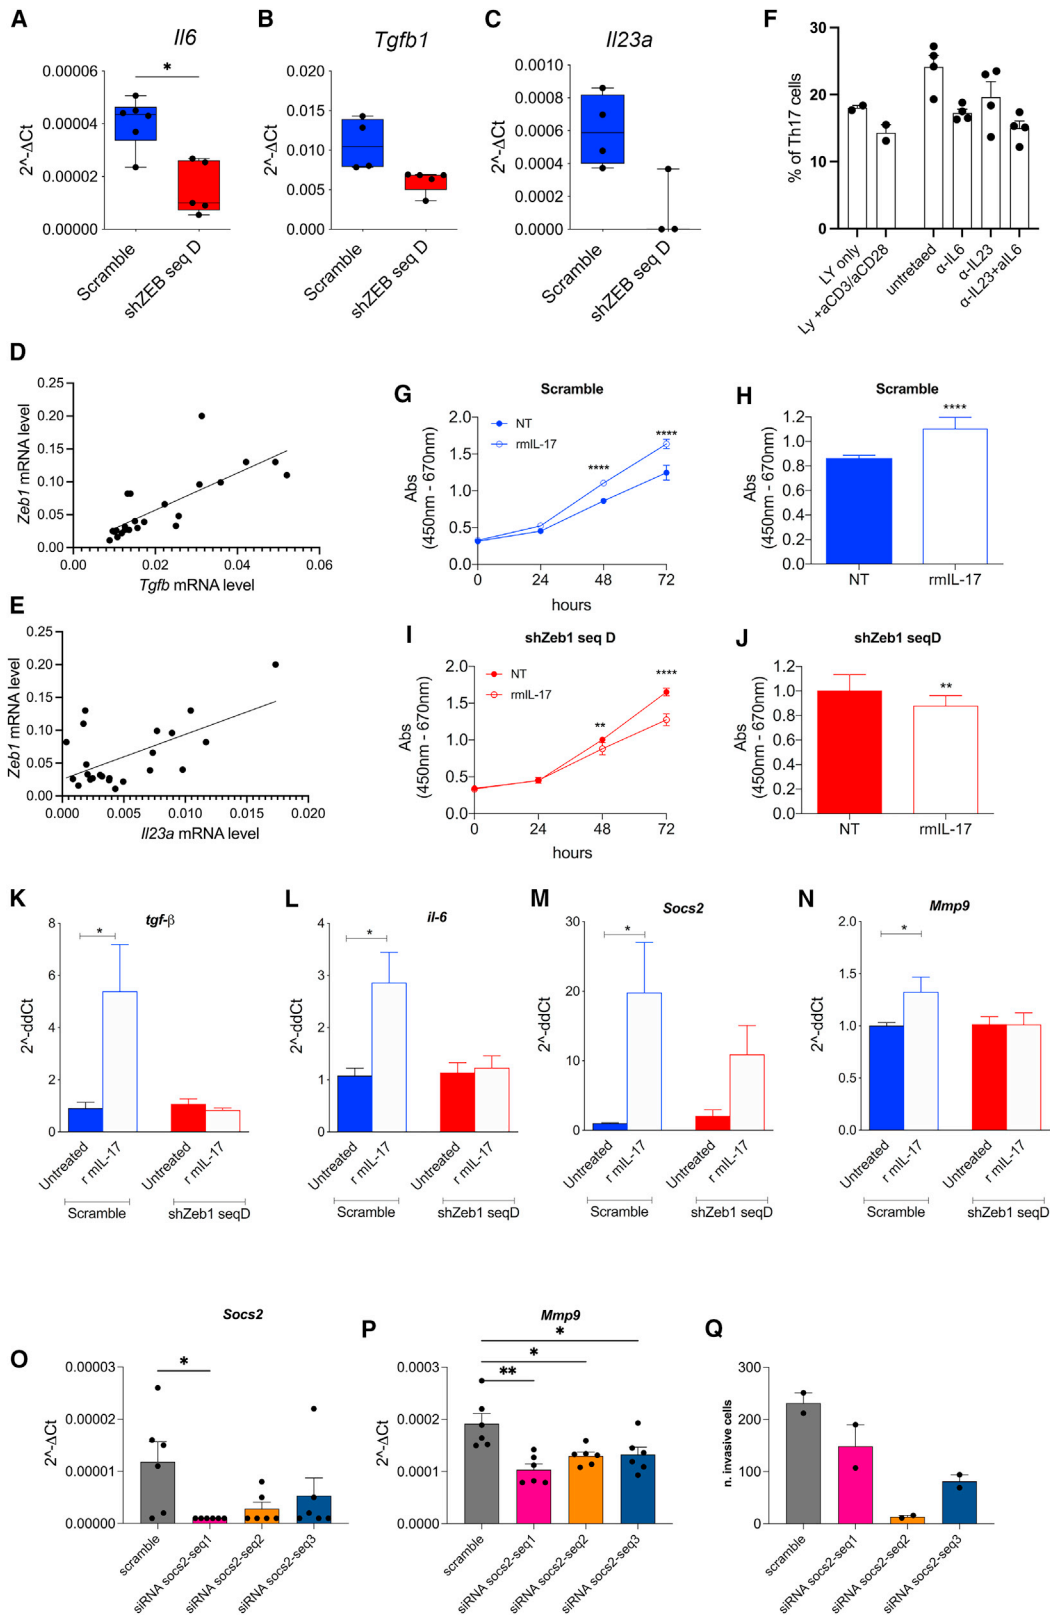 A
Il6
2^-ΔCt
0.00006
0.00004
0.00002
0.00000
*
Scramble
shZEB seq D
B
Tgfb1
2^-ΔCt
0.020
0.015
0.010
0.005
0.000
Scramble
shZEB seq D
C
Il23a
2^-ΔCt
0.0010
0.0008
0.0006
0.0004
0.0002
0.0000
Scramble
shZEB seq D
F
% of Th17 cells
30
20
10
0
LY only
Ly +aCD3/aCD28
untretaed
α-IL6
α-IL23
α-IL23+aIL6
D
Zeb1 mRNA level
0.25
0.20
0.15
0.10
0.05
0.00
0.00 0.02 0.04 0.06
Tgfb mRNA level
E
Zeb1 mRNA level
0.25
0.20
0.15
0.10
0.05
0.00
0.000 0.005 0.010 0.015 0.020
Il23a mRNA level
G
Scramble
Abs
(450nm - 670nm)
2.0
1.5
1.0
0.5
0.0
NT
rmIL-17
****
****
0 24 48 72
hours
H
Scramble
Abs
(450nm - 670nm)
1.2
1.0
0.8
0.6
0.4
0.2
0.0
****
NT rmIL-17
I
shZeb1 seq D
Abs
(450nm - 670nm)
2.0
1.5
1.0
0.5
0.0
NT
rmIL-17
**
****
0 24 48 72
hours
J
shZeb1 seqD
Abs
(450nm - 670nm)
1.2
1.0
0.8
0.6
0.4
0.2
0.0
**
NT rmIL-17
K
tgf-β
2^-ddCt
8
6
4
2
0
*
Untreated
r mIL-17
Scramble shZeb1 seqD
L
il-6
2^-ddCt
4
3
2
1
0
*
Untreated
r mIL-17
Untreated
r mIL-17
Scramble shZeb1 seqD
M
Socs2
2^-ddCt
30
20
10
0
*
Untreated
r mIL-17
Untreated
r mIL-17
Scramble shZeb1 seqD
N
Mmp9
2^-ddCt
2.0
1.5
1.0
0.5
0.0
*
Untreated
r mIL-17
Untreated
r mIL-17
Scramble shZeb1 seqD
O
Socs2
2^-ΔCt
0.00003
0.00002
0.00001
0.00000
*
scramble
siRNA socs2-seq1
siRNA socs2-seq2
siRNA socs2-seq3
P
Mmp9
2^-ΔCt
0.0003
0.0002
0.0001
0.0000
*
*
**
scramble
siRNA socs2-seq1
siRNA socs2-seq2
siRNA socs2-seq3
Q
n. invasive cells
300
200
100
0
scramble
siRNA socs2-seq1
siRNA socs2-seq2
siRNA socs2-seq3